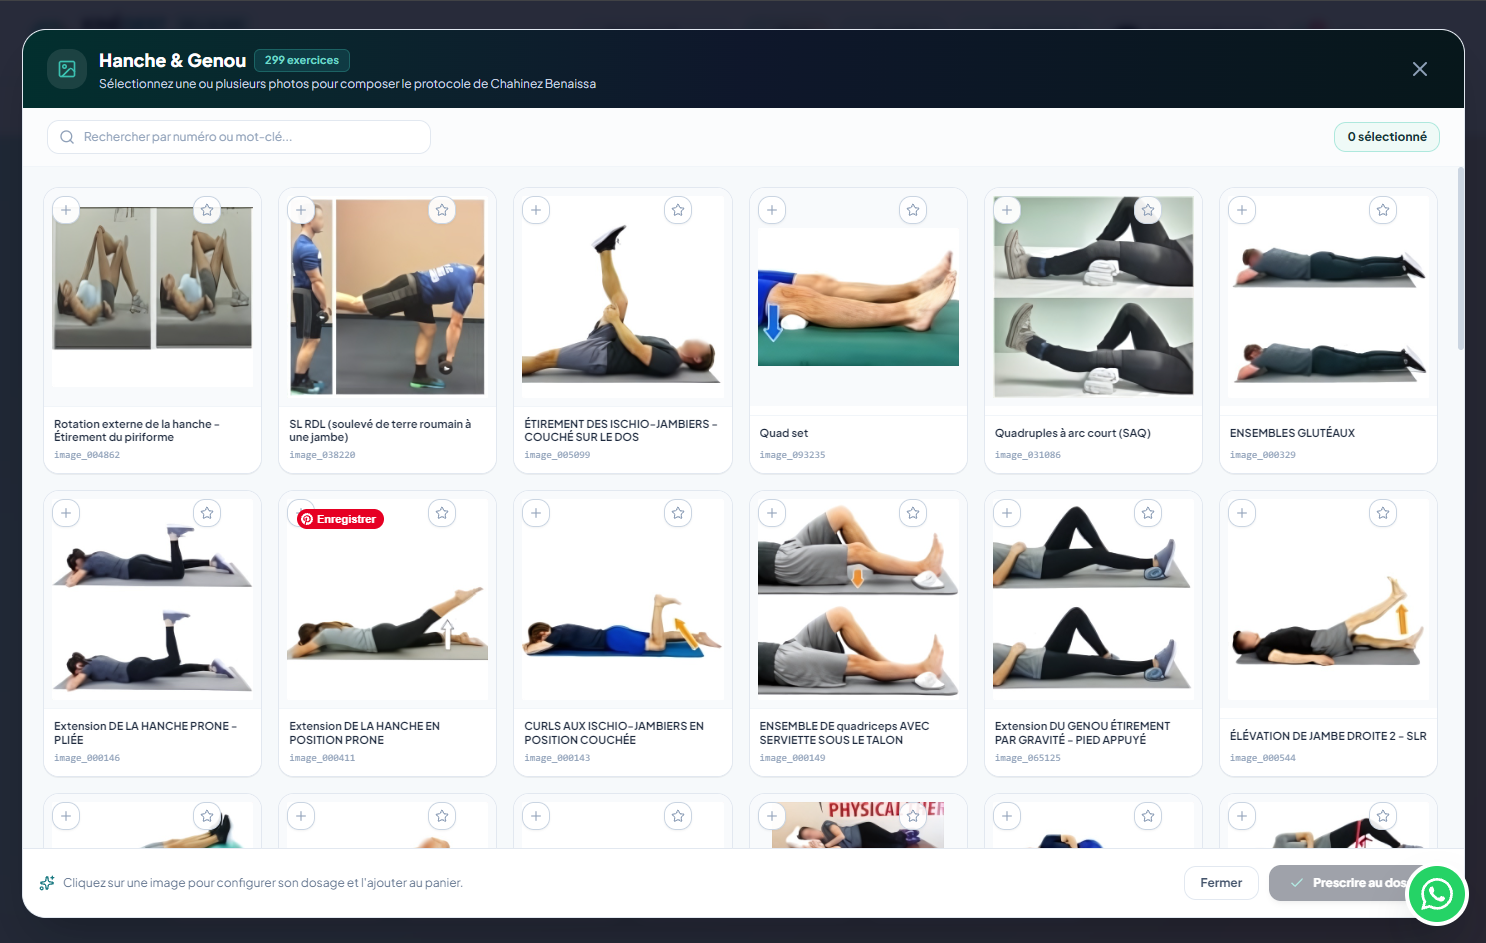 Hanche & Genou
299 exercices
Sélectionnez une ou plusieurs photos pour composer le protocole de Chahinez Benaissa
Rechercher par numéro ou mot-clé...
0 sélectionné
Rotation externe de la hanche -
Étirement du piriforme
image_004862
SL RDL (soulevé de terre roumain à
une jambe)
image_038220
ÉTIREMENT DES ISCHIO-JAMBIERS -
COUCHÉ SUR LE DOS
image_005099
Quad set
image_093235
Quadruples à arc court (SAQ)
image_031086
ENSEMBLES GLUTÉAUX
image_000329
Enregistrer
Extension DE LA HANCHE PRONE -
PLIÉE
image_000146
Extension DE LA HANCHE EN
POSITION PRONE
image_000411
CURLS AUX ISCHIO-JAMBIERS EN
POSITION COUCHÉE
image_000143
ENSEMBLE DE quadriceps AVEC
SERVIETTE SOUS LE TALON
image_000149
Extension DU GENOU ÉTIREMENT
PAR GRAVITÉ - PIED APPUYÉ
image_065125
ÉLÉVATION DE JAMBE DROITE 2 - SLR
image_000544
PHYSICAL
Cliquez sur une image pour configurer son dosage et l'ajouter au panier.
Fermer
Prescrire au dos